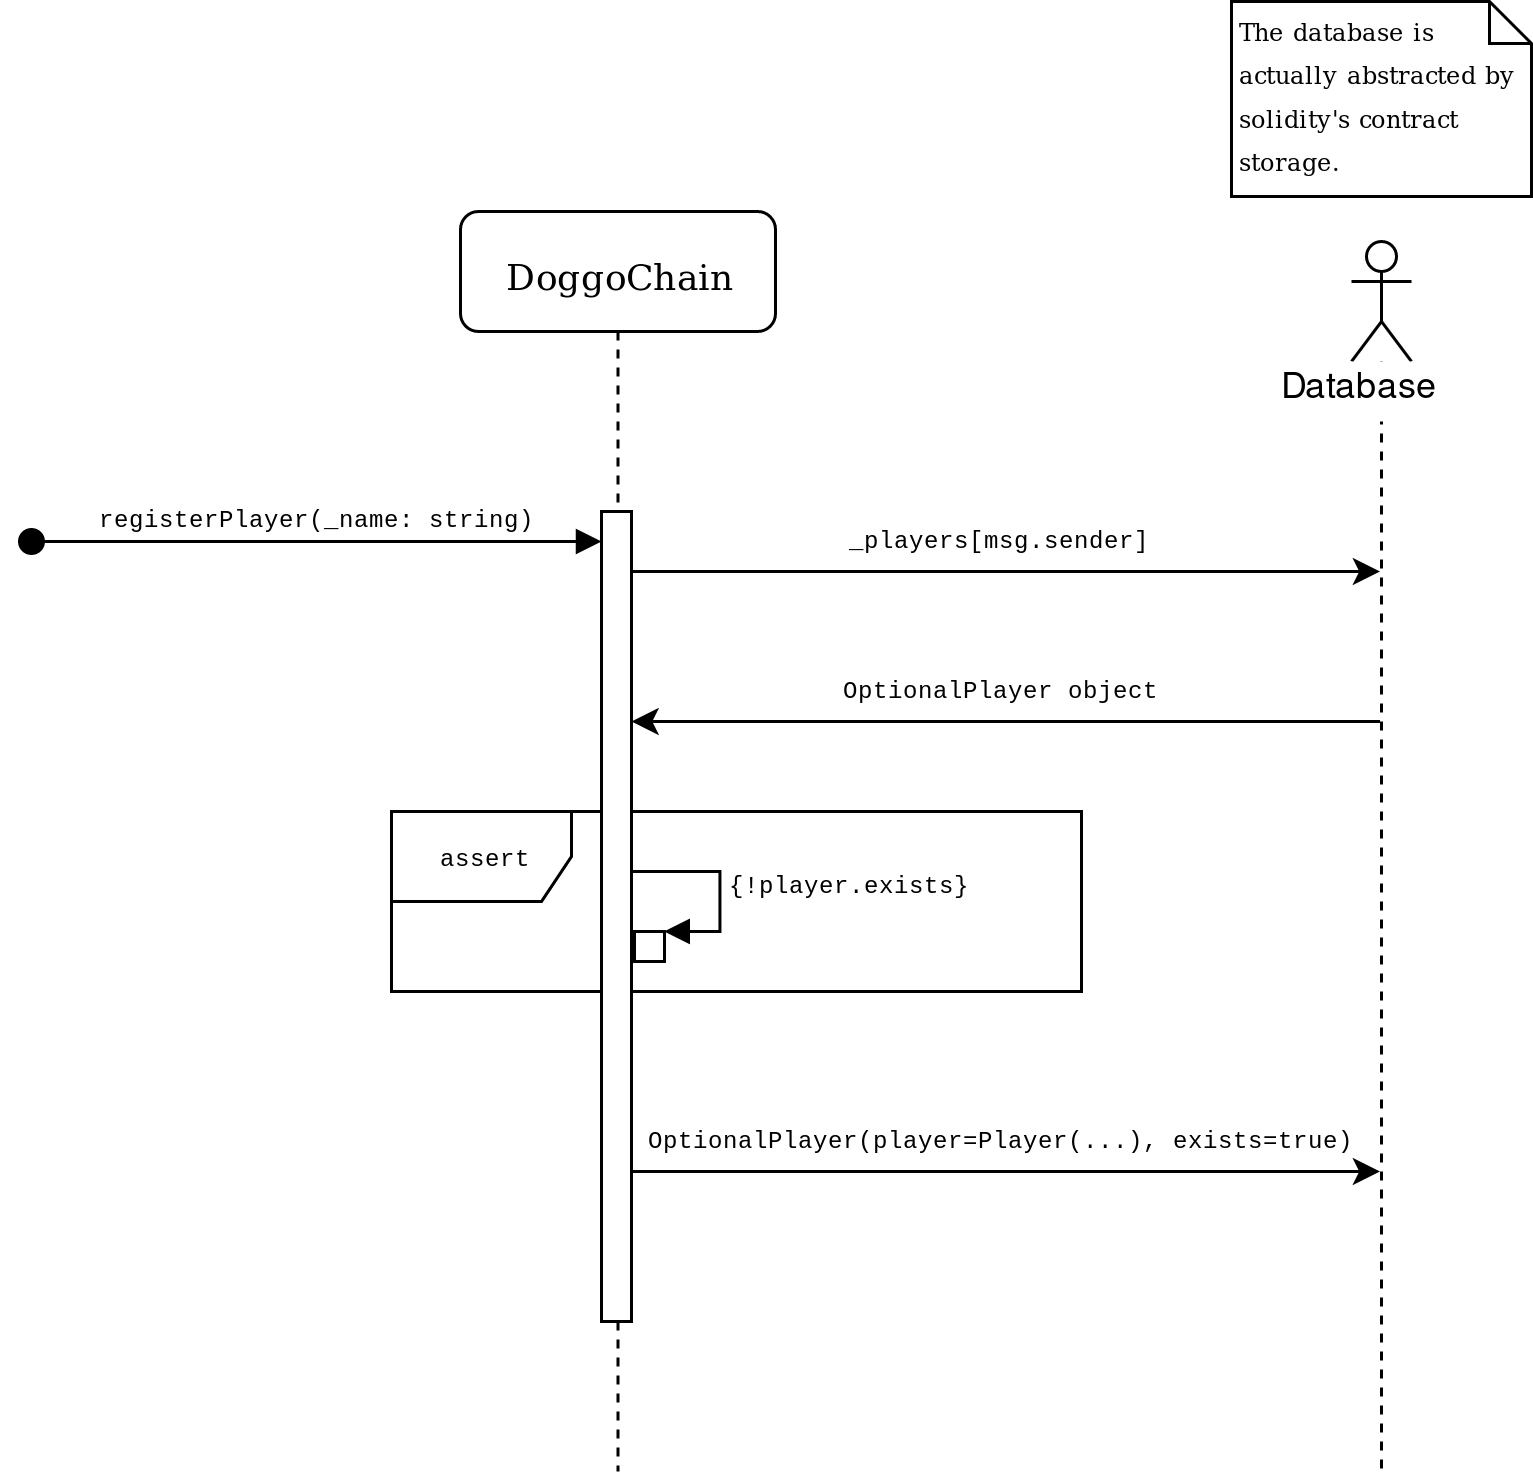 The database is
actually abstracted by
solidity's contract
storage.
DoggoChain
Database
registerPlayer(_name: string)
_players[msg.sender]
OptionalPlayer object
assert
{!player.exists}
OptionalPlayer(player=Player(...), exists=true)